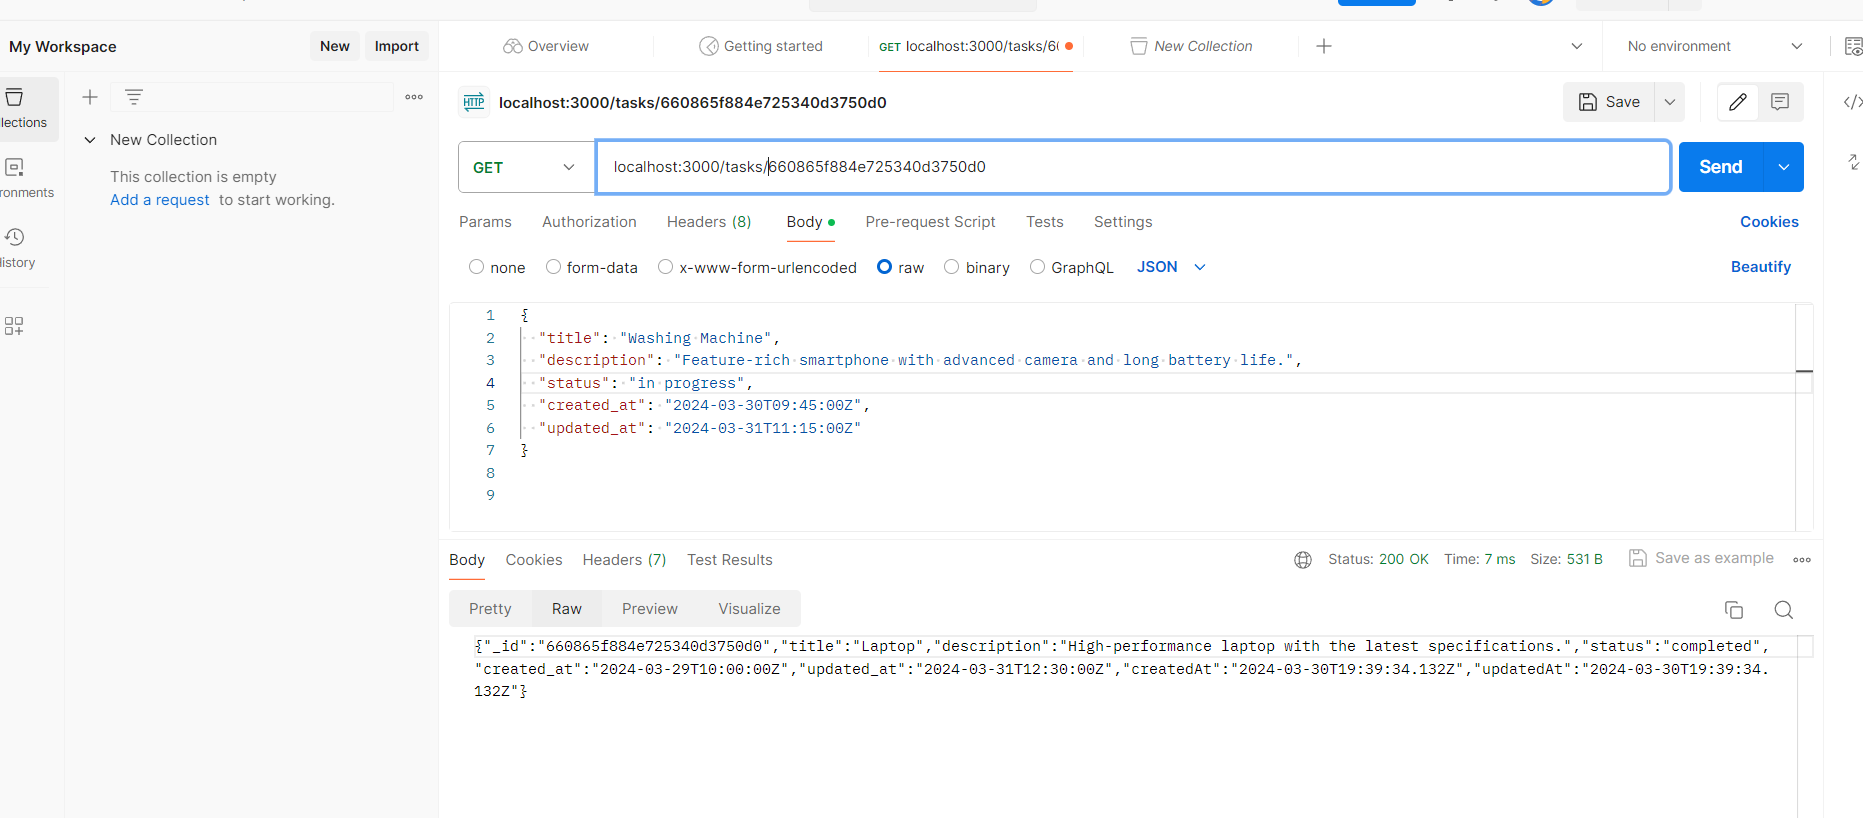 My Workspace
New
Import
Overview
Getting started
GET localhost:3000/tasks/6
New Collection
No environment
llections
ronments
History
New Collection
This collection is empty
Add a request to start working.
HTTP
localhost:3000/tasks/660865f884e725340d3750d0
Save
GET
localhost:3000/tasks/660865f884e725340d3750d0
Send
Params
Authorization
Headers (8)
Body
Pre-request Script
Tests
Settings
Cookies
none
form-data
x-www-form-urlencoded
raw
binary
GraphQL
JSON
Beautify
1 {
2 "title": "Washing Machine",
3 "description": "Feature-rich smartphone with advanced camera and long battery life.",
4 "status": "in progress",
5 "created_at": "2024-03-30T09:45:00Z",
6 "updated_at": "2024-03-31T11:15:00Z"
7 }
8
9
Body
Cookies
Headers (7)
Test Results
Status: 200 OK
Time: 7 ms
Size: 531 B
Save as example
Pretty
Raw
Preview
Visualize
{"_id":"660865f884e725340d3750d0","title":"Laptop","description":"High-performance laptop with the latest specifications.","status":"completed",
"created_at":"2024-03-29T10:00:00Z","updated_at":"2024-03-31T12:30:00Z","createdAt":"2024-03-30T19:39:34.132Z","updatedAt":"2024-03-30T19:39:34.
132Z"}